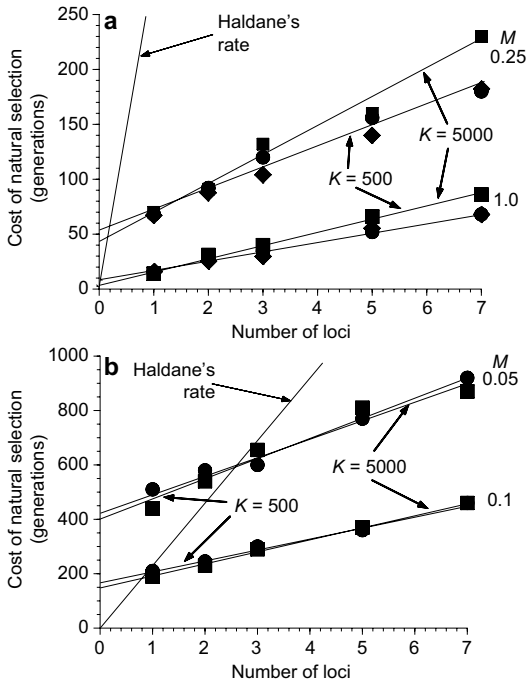 a
Haldane's
rate
M
0.25
K = 5000
K = 500
1.0
Cost of natural selection
(generations)
250
200
150
100
50
0
0 1 2 3 4 5 6 7
Number of loci
b
Haldane's
rate
M
0.05
K = 5000
K = 500
0.1
Cost of natural selection
(generations)
1000
800
600
400
200
0
0 1 2 3 4 5 6 7
Number of loci